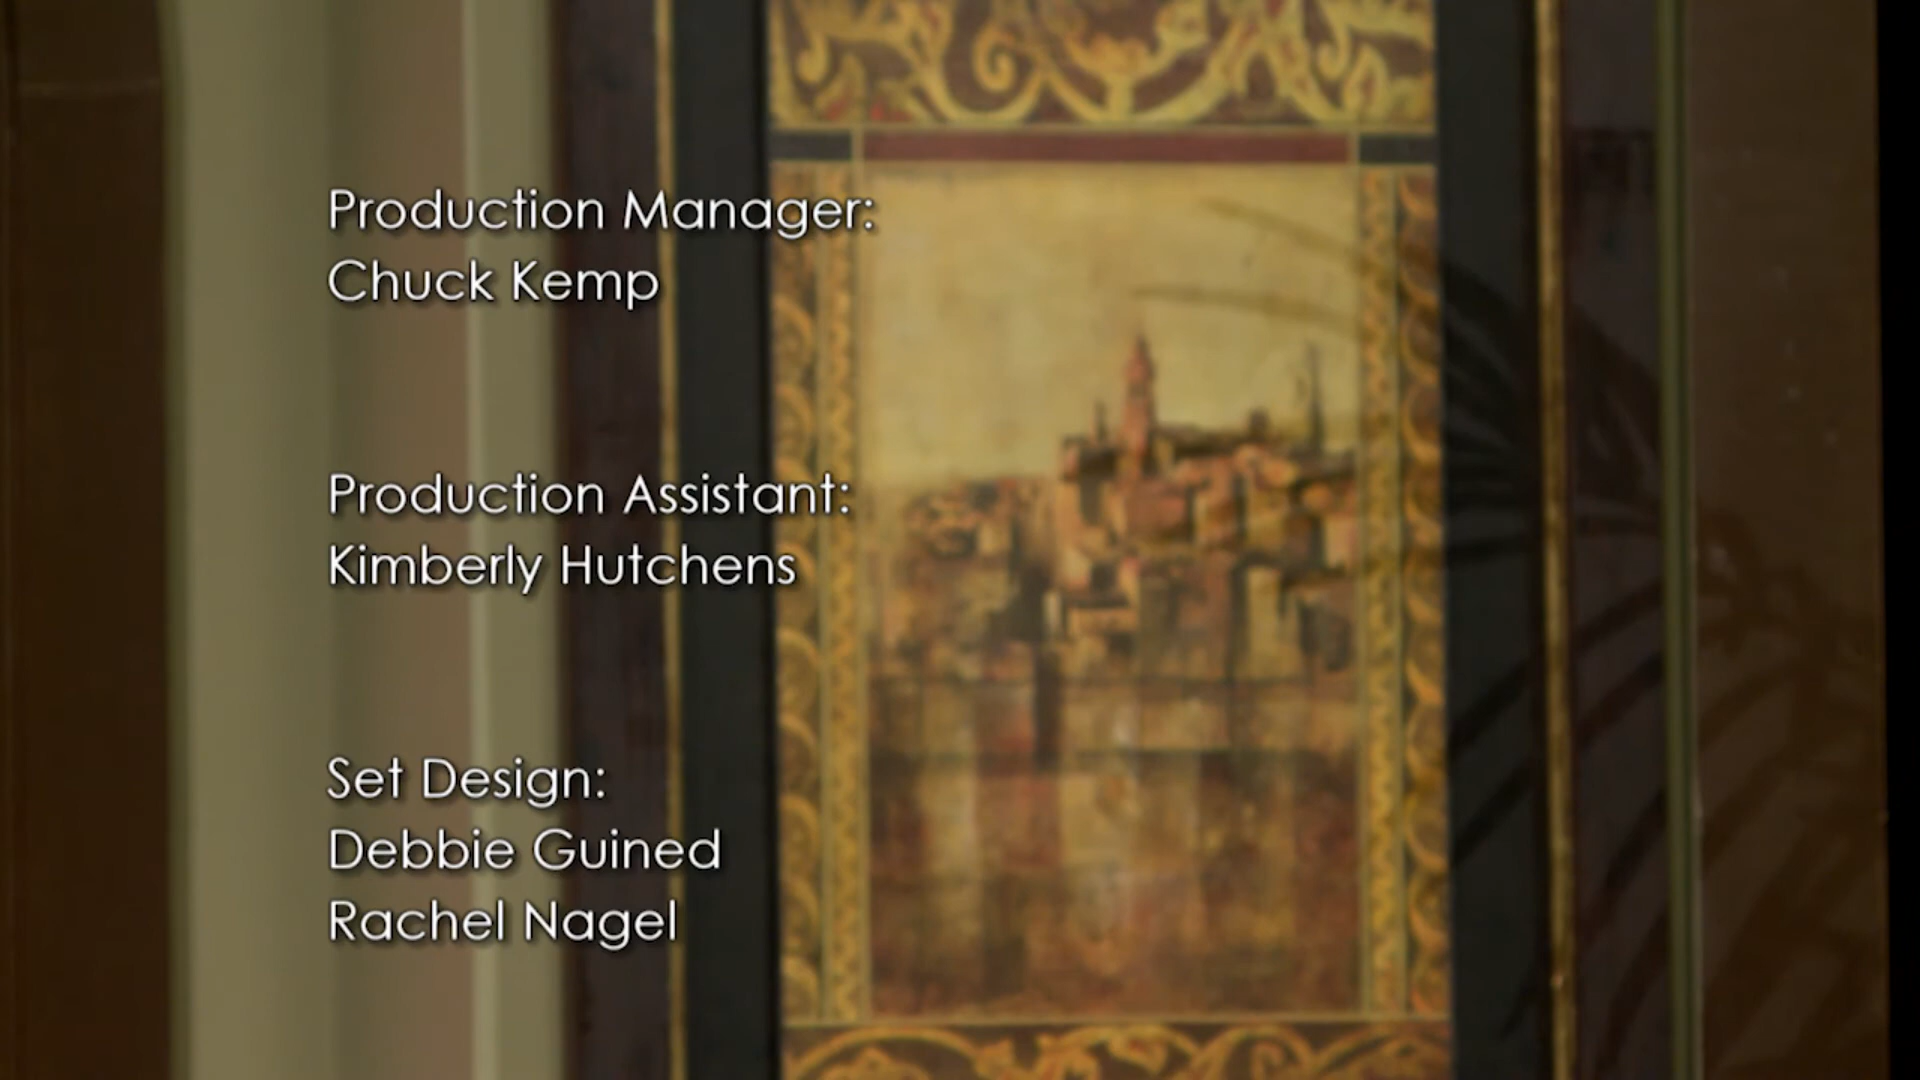 Production Manager:
Chuck Kemp
Production Assistant:
Kimberly Hutchens
Set Design:
Debbie Guined
Rachel Nagel